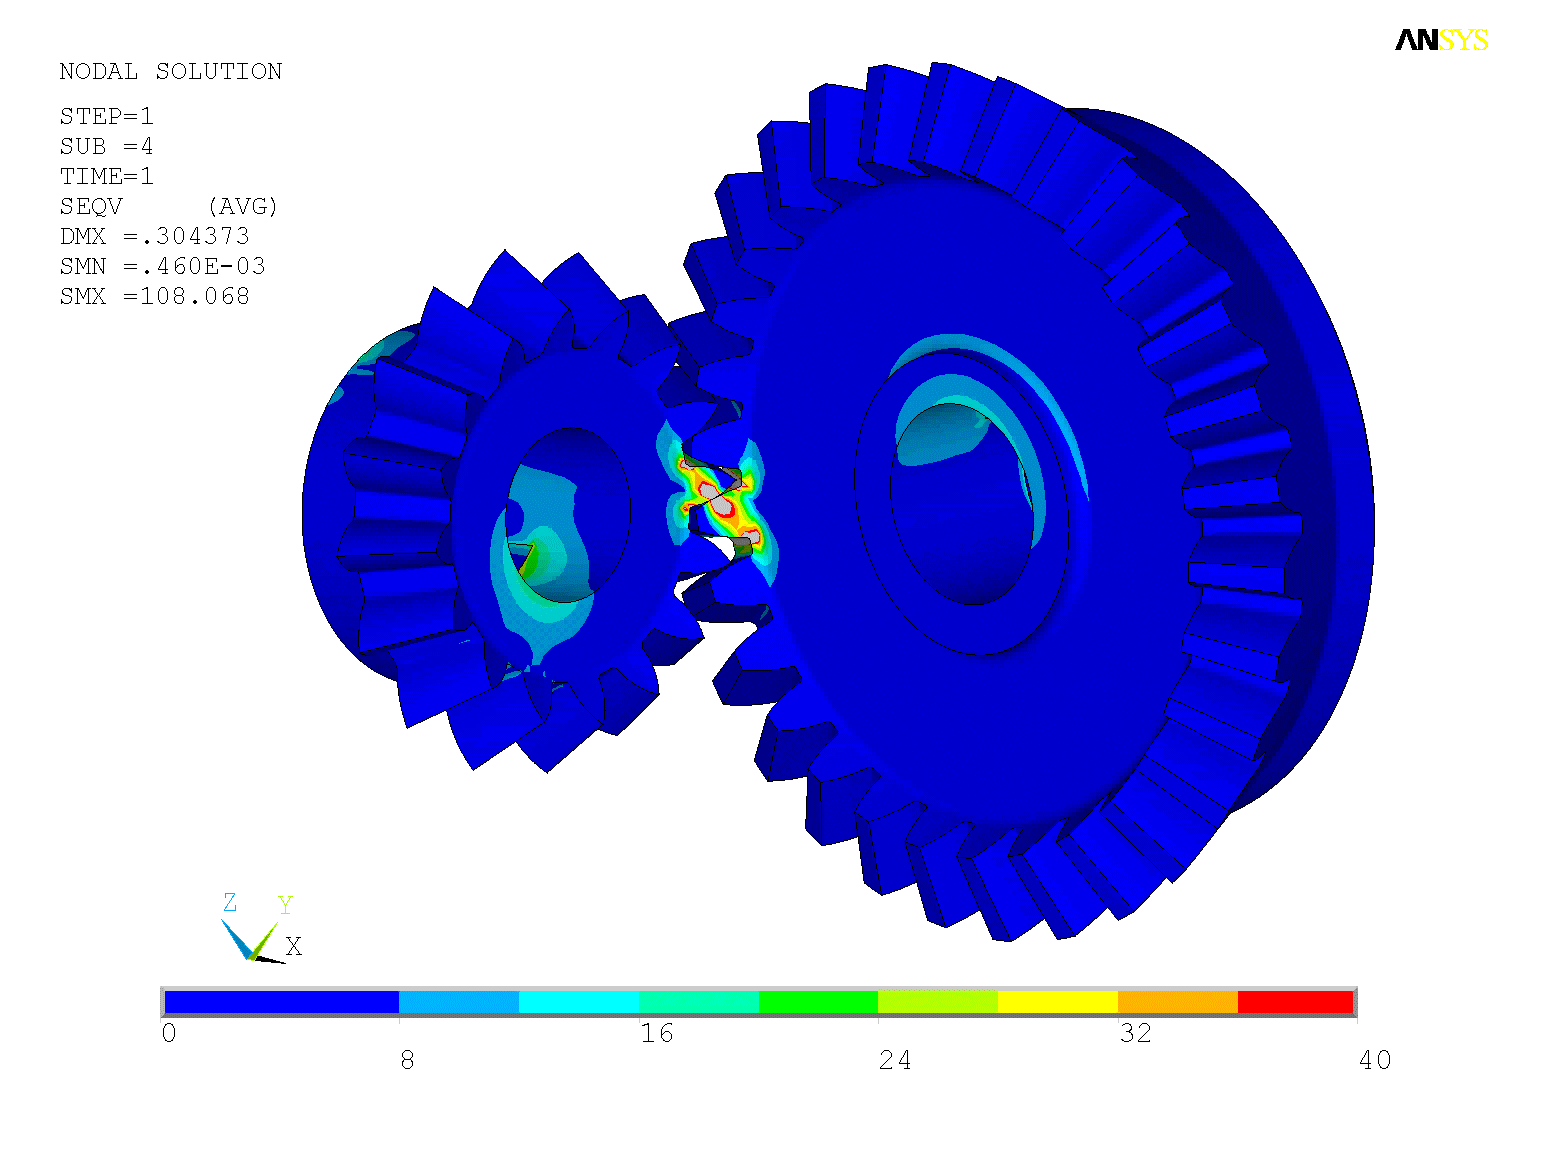 ANSYS
NODAL SOLUTION
STEP=1
SUB =4
TIME=1
SEQV (AVG)
DMX =.304373
SMN =.460E-03
SMX =108.068
Z Y
X
0 16 32
8 24 40